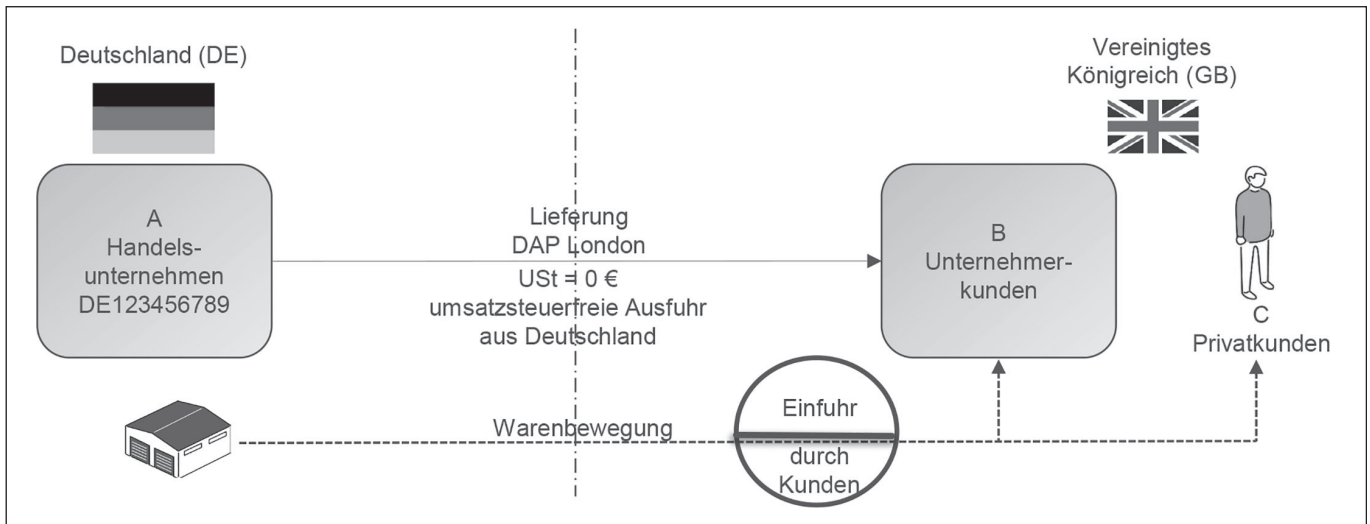 Deutschland (DE)
Vereinigtes
Königreich (GB)
A
Handels-
unternehmen
DE123456789
Lieferung
DAP London
USt = 0 €
umsatzsteuerfreie Ausfuhr
aus Deutschland
B
Unternehmer-
kunden
C
Privatkunden
Warenbewegung
Einfuhr
durch
Kunden